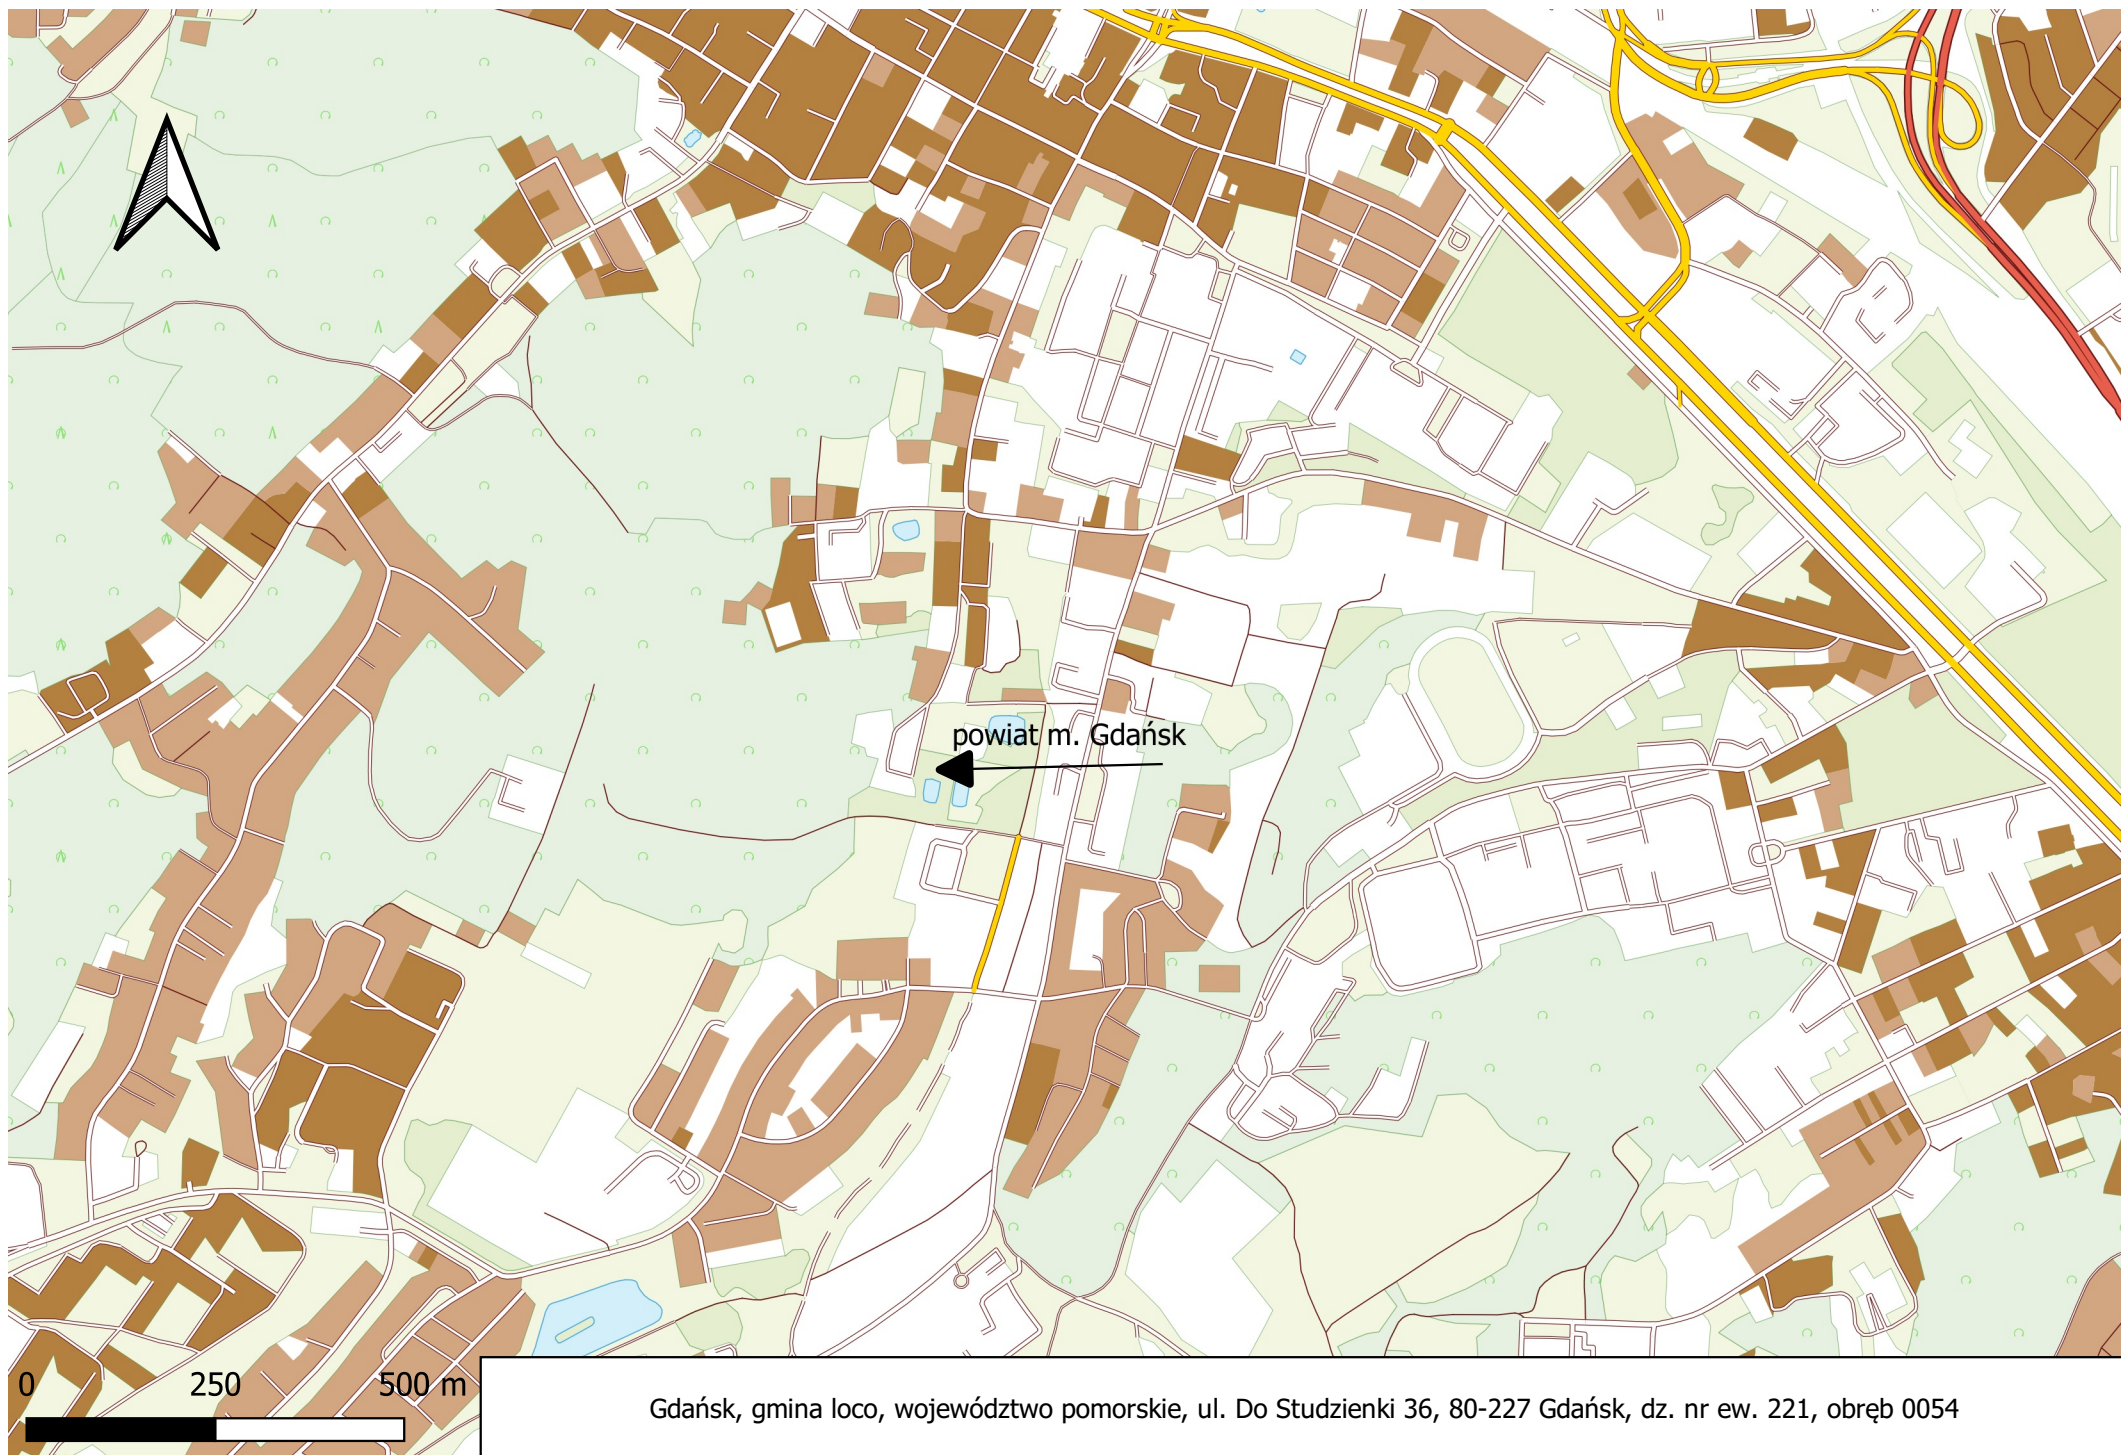 powiat m. Gdańsk
0 250 500 m
Gdańsk, gmina loco, województwo pomorskie, ul. Do Studzienki 36, 80-227 Gdańsk, dz. nr ew. 221, obręb 0054